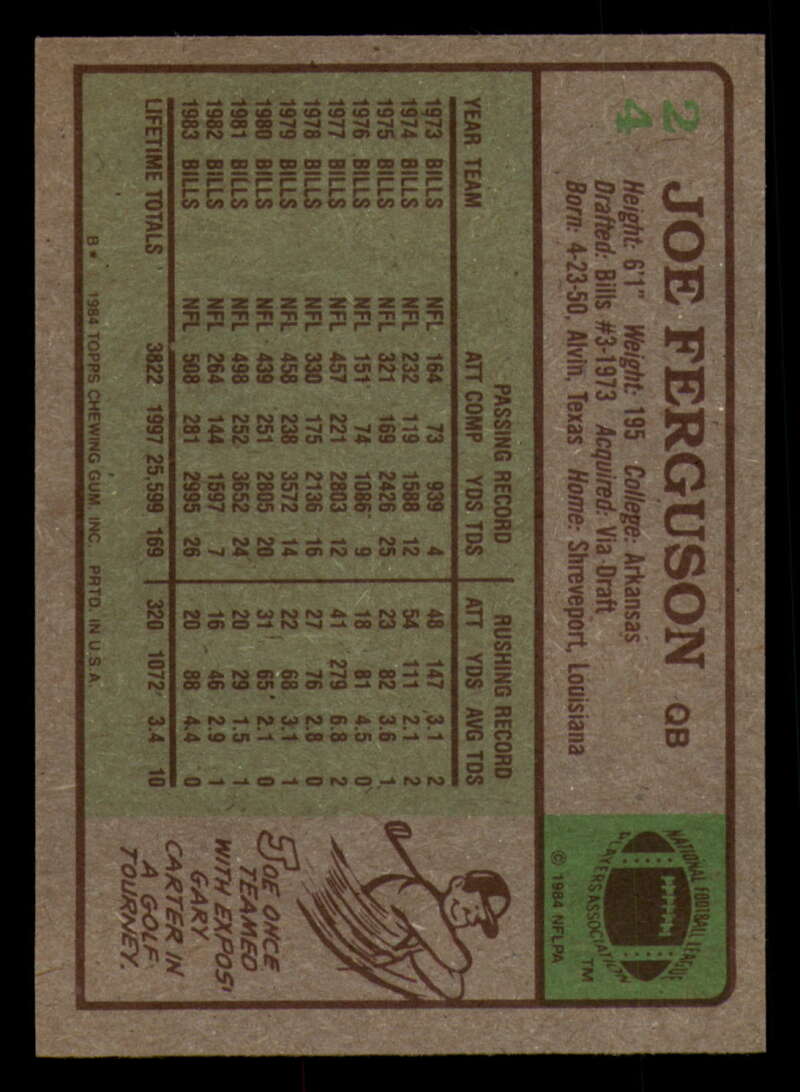 24
JOE FERGUSON QB
Height: 6'1" Weight: 195 College: Arkansas
Drafted: Bills #3-1973 Acquired: Via Draft
Born: 4-23-50, Alvin, Texas Home: Shreveport, Louisiana
NATIONAL FOOTBALL LEAGUE
PLAYERS ASSOCIATION TM
© 1984 NFLPA
PASSING RECORD RUSHING RECORD
YEAR TEAM ATT COMP YDS TDS ATT YDS AVG TDS
1973 BILLS NFL 164 73 939 4 48 147 3.1 2
1974 BILLS NFL 232 119 1588 12 54 111 2.1 2
1975 BILLS NFL 321 169 2426 25 23 82 3.6 1
1976 BILLS NFL 151 74 1086 9 18 81 4.5 0
1977 BILLS NFL 457 221 2803 12 41 279 6.8 2
1978 BILLS NFL 330 175 2136 16 27 76 2.8 0
1979 BILLS NFL 458 238 3572 14 22 68 3.1 1
1980 BILLS NFL 439 251 2805 20 31 65 2.1 0
1981 BILLS NFL 498 252 3652 24 20 29 1.5 1
1982 BILLS NFL 264 144 1597 7 16 46 2.9 1
1983 BILLS NFL 508 281 2995 26 20 88 4.4 0
LIFETIME TOTALS 3822 1997 25,599 169 320 1072 3.4 10
B* 1984 TOPPS CHEWING GUM, INC. PRTD. IN U.S.A.
JOE ONCE
TEAMED
WITH EXPOS'
GARY
CARTER IN
A GOLF
TOURNEY.